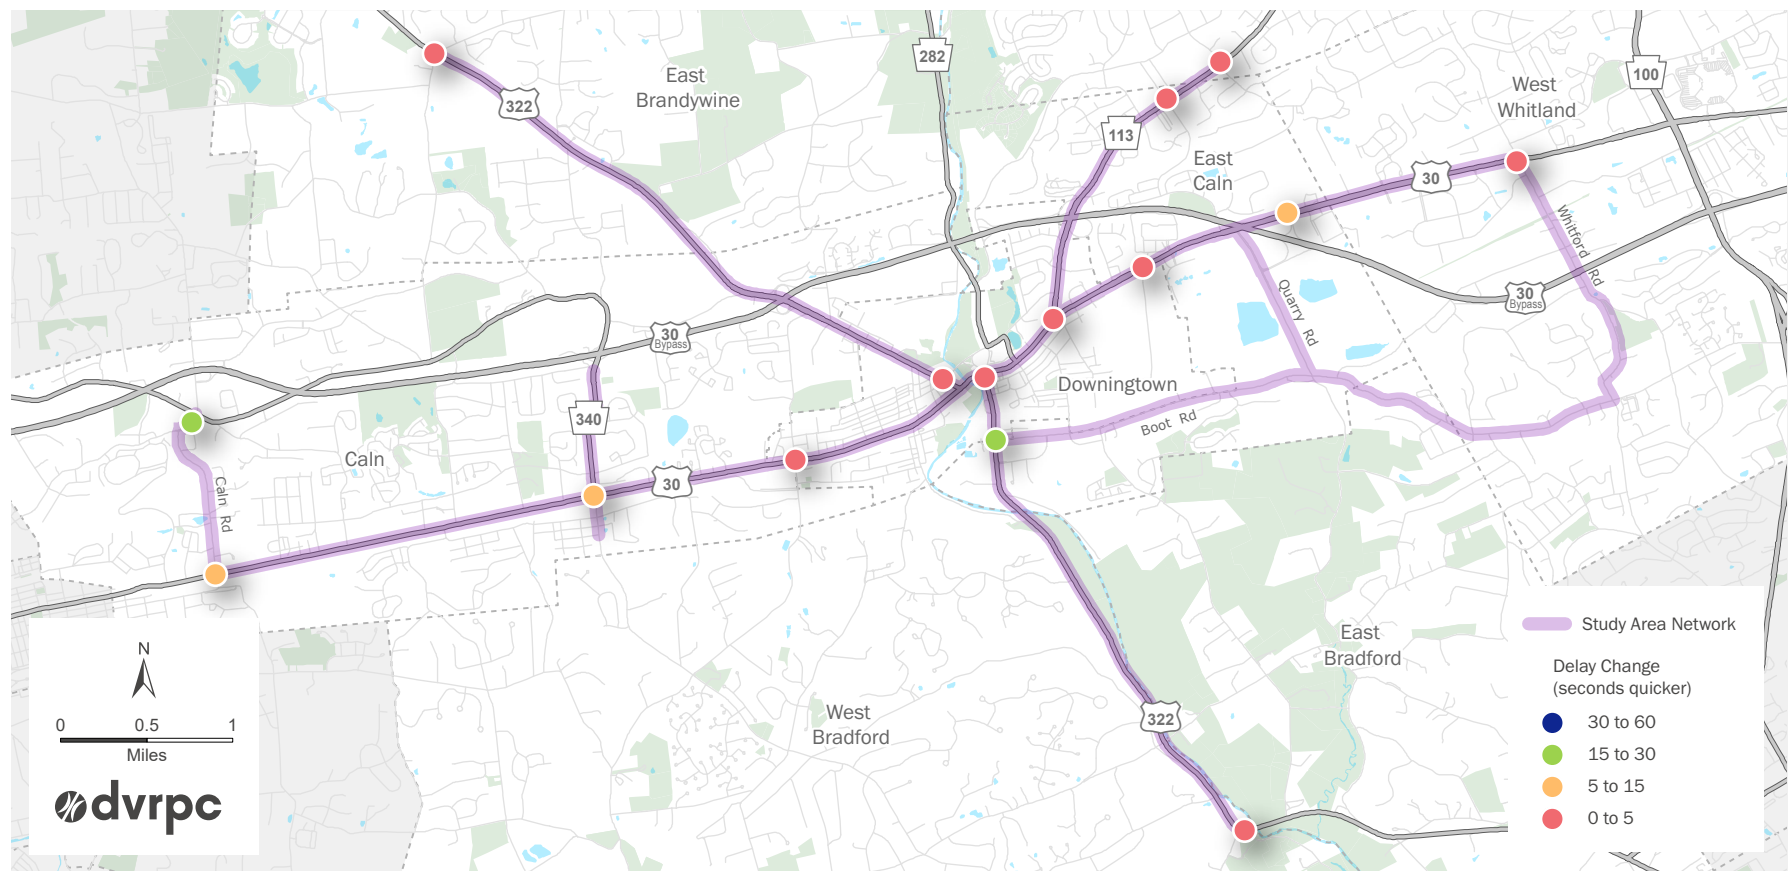 282
100
East
Brandywine
West
Whitland
322
113
East
Caln
30
Whitford Rd
30
Bypass
Quarry Rd
30
Bypass
Downingtown
340
Boot Rd
Caln
30
Caln Rd
East
Bradford
322
West
Bradford
N
0 0.5 1
Miles
dvrpc
Study Area Network
Delay Change
(seconds quicker)
30 to 60
15 to 30
5 to 15
0 to 5